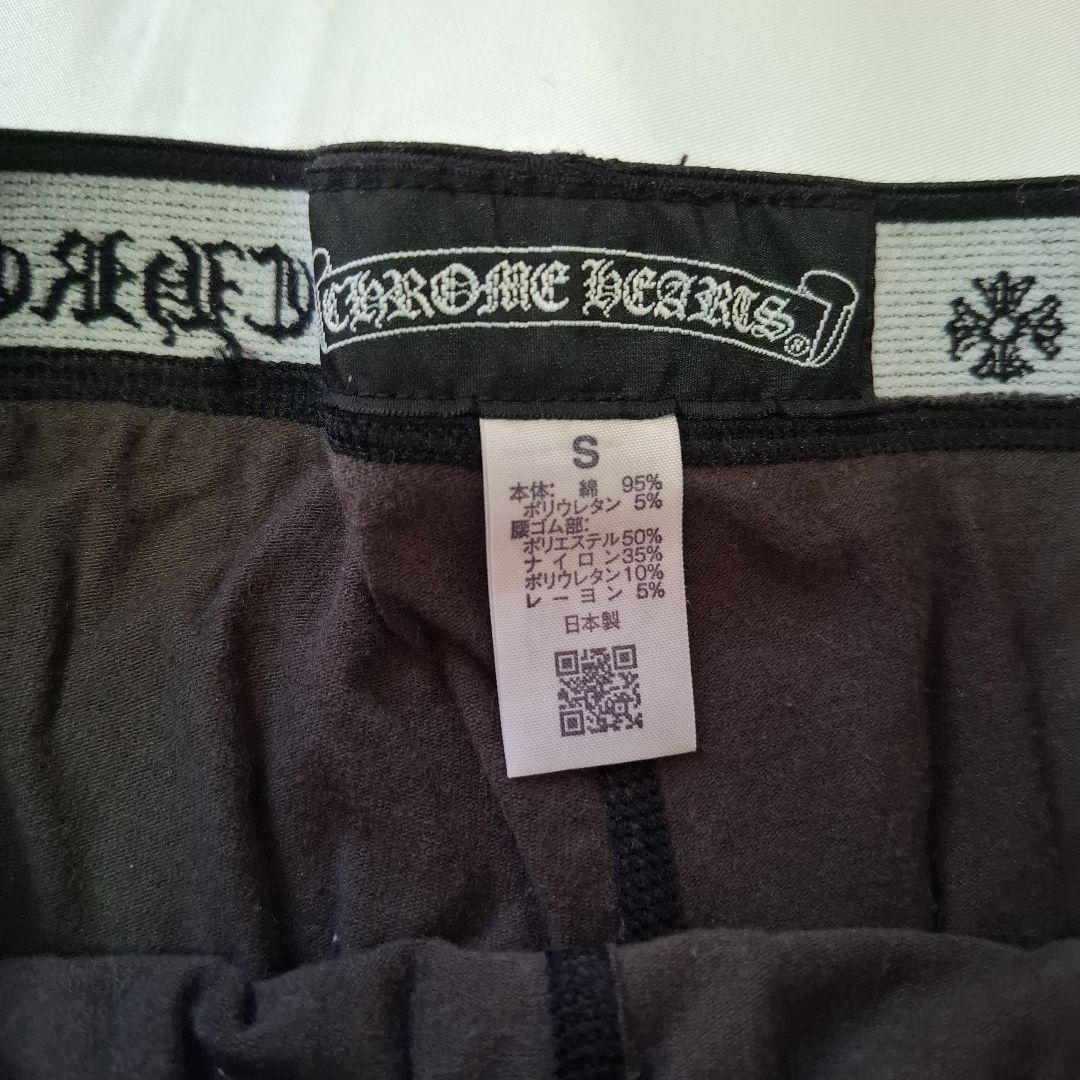 CHROME HEARTS®
S
本体: 綿 95%
ポリウレタン 5%
腰ゴム部:
ポリエステル50%
ナイロン35%
ポリウレタン10%
レーヨン 5%
日本製